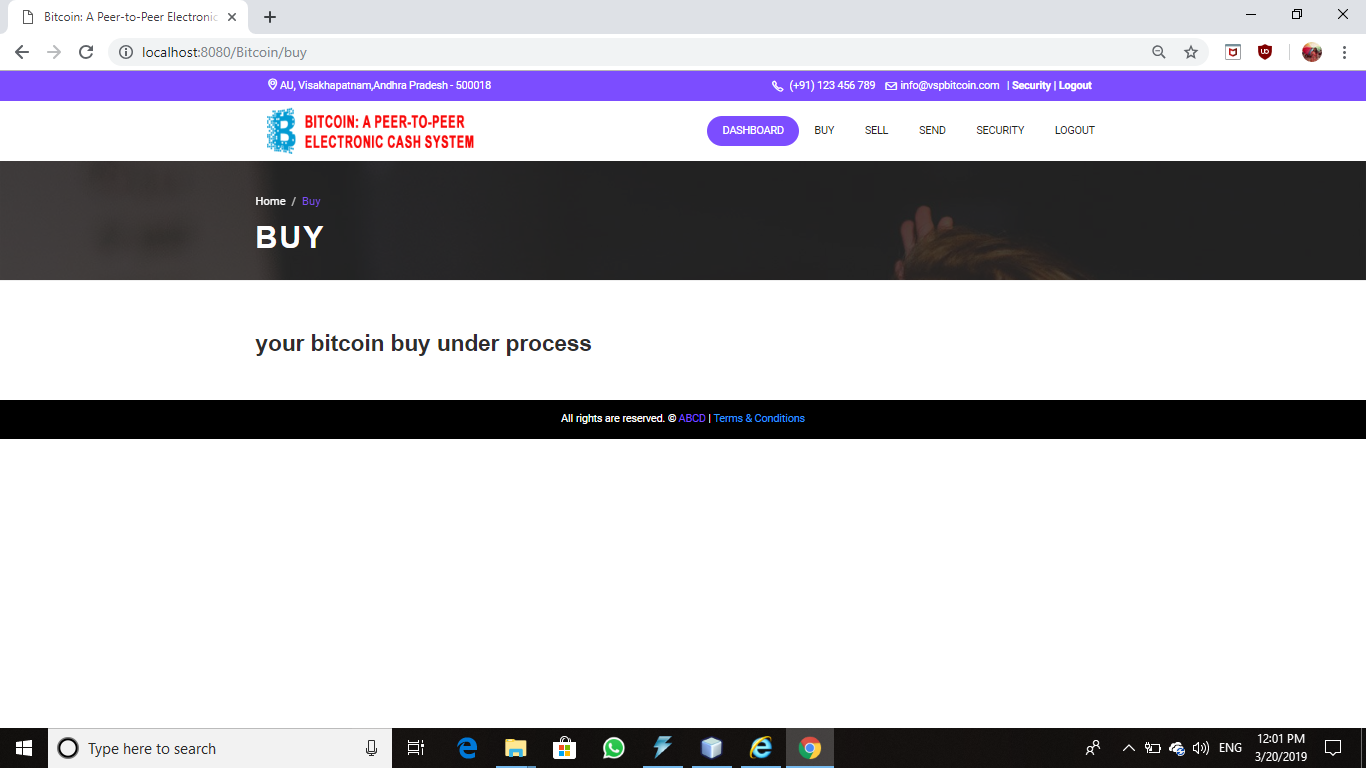 Bitcoin: A Peer-to-Peer Electronic
localhost:8080/Bitcoin/buy
AU, Visakhapatnam,Andhra Pradesh - 500018
(+91) 123 456 789 info@vspbitcoin.com | Security | Logout
BITCOIN: A PEER-TO-PEER
ELECTRONIC CASH SYSTEM
DASHBOARD BUY SELL SEND SECURITY LOGOUT
Home / Buy
BUY
your bitcoin buy under process
All rights are reserved. © ABCD | Terms & Conditions
Type here to search
ENG
12:01 PM
3/20/2019